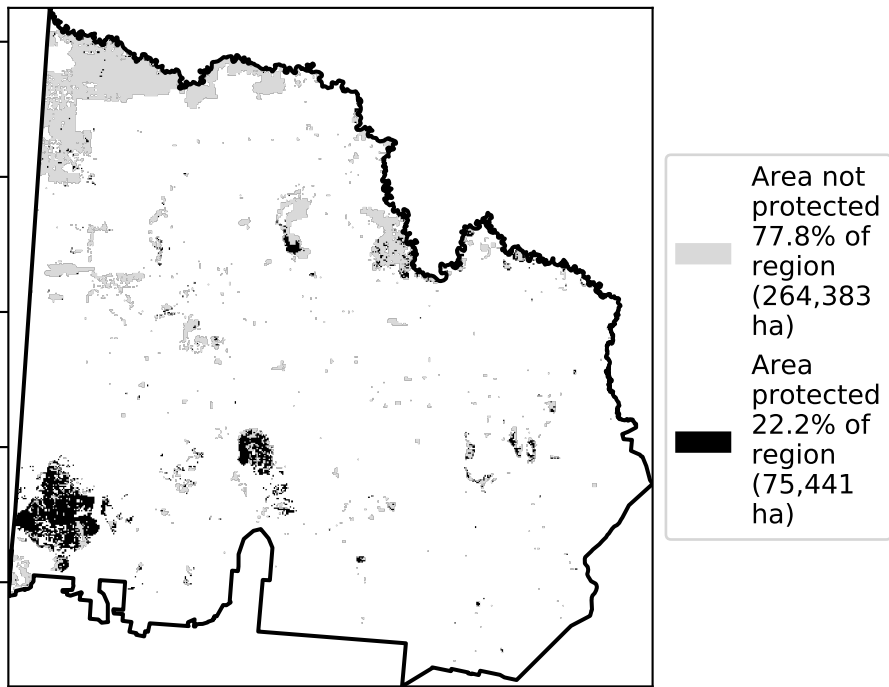 Area not
protected
77.8% of
region
(264,383
ha)
Area
protected
22.2% of
region
(75,441
ha)